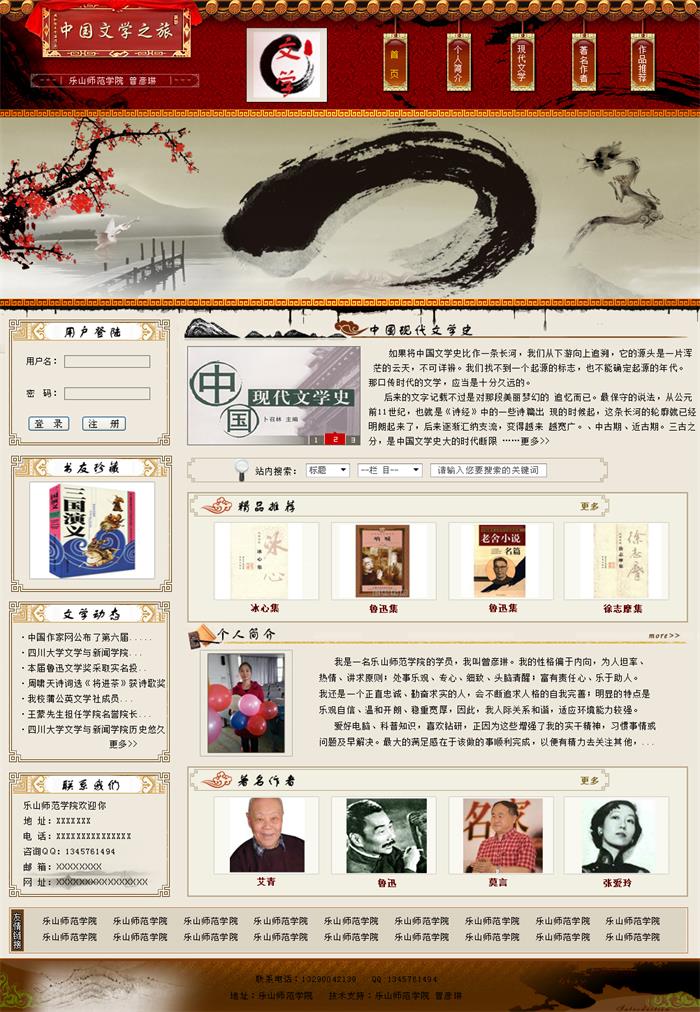 中国文学之旅
乐山师范学院 曾彦琳
文学
首页
个人简介
现代文学
著名作者
作品推荐
用户登陆
用户名：
密 码：
登 录
注 册
书友珍藏
三国演义
文学动态
· 中国作家网公布了第六届.....
· 四川大学文学与新闻学院...
· 本届鲁迅文学奖采取实名投..
· 周啸天诗词选《将进茶》获诗歌奖
· 我校蒲公英文学社成员...
· 王蒙先生担任学院名誉院长...
· 四川大学文学与新闻学院历史悠久
更多>>
联系我们
乐山师范学院欢迎你
地 址：XXXXXXX
电 话：XXXXXXXXXXXXXXX
咨询QQ：1345761494
邮 箱：XXXXXXXX
网 址：XXXXXXXXXXXXXXXXX
中国现代文学史
中国
现代文学史
卜召林 主编
1 2 3
如果将中国文学史比作一条长河，我们从下游向上追溯，它的源头是一片浑
茫的云天，不可详辨。我们找不到一个起源的标志，也不能确定起源的年代。
那口传时代的文学，应当是十分久远的。
后来的文字记载不过是对那段美丽梦幻的 追忆而已。最保守的说法，从公元
前11世纪，也就是《诗经》中的一些诗篇出 现的时候起，这条长河的轮廓就已经
明朗起来了，后来逐渐汇纳支流，变得越来 越宽广。、中古期、近古期。三古之
分，是中国文学史大的时代断限 ……更多>>
站内搜索：
标题
--栏 目--
请输入您要搜索的关键词
精品推荐
更多
冰心
冰心集
呐喊
鲁迅集
老舍小说
名篇
鲁迅集
徐志摩
徐志摩集
个人简介
more>>
我是一名乐山师范学院的学员，我叫曾彦琳。我的性格偏于内向，为人坦率、
热情、讲求原则；处事乐观、专心、细致、头脑清醒；富有责任心、乐于助人。
我还是一个正直忠诚、勤奋求实的人，会不断追求人格的自我完善；明显的特点是
乐观自信、温和开朗、稳重宽厚，因此，我人际关系和谐，适应环境能力较强。
爱好电脑、科普知识，喜欢钻研，正因为这些增强了我的实干精神，习惯事情或
问题及早解决。最大的满足感在于该做的事顺利完成，以便有精力去关注其他，...
著名作者
更多
艾青
鲁迅
名家
莫言
张爱玲
友情链接
乐山师范学院 乐山师范学院 乐山师范学院 乐山师范学院 乐山师范学院 乐山师范学院 乐山师范学院 乐山师范学院 乐山师范学院
乐山师范学院 乐山师范学院 乐山师范学院 乐山师范学院 乐山师范学院 乐山师范学院 乐山师范学院 乐山师范学院 乐山师范学院
联系电话：13290042139 QQ 1345761494
地址：乐山师范学院 技术支持：乐山师范学院 曾彦琳